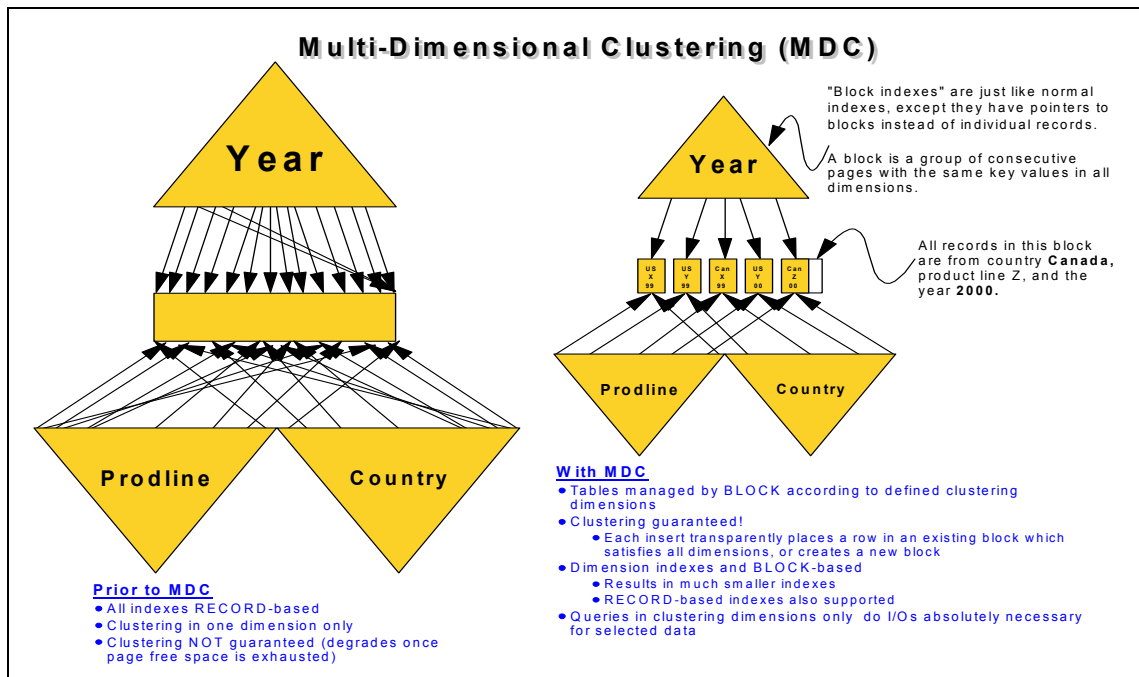 Multi-Dimensional Clustering (MDC)
Year
Prodline
Country
Prior to MDC
All indexes RECORD-based
Clustering in one dimension only
Clustering NOT guaranteed (degrades once
page free space is exhausted)
Year
"Block indexes" are just like normal
indexes, except they have pointers to
blocks instead of individual records.
A block is a group of consecutive
pages with the same key values in all
dimensions.
US
X
99
US
Y
99
Can
X
99
US
Y
00
Can
Z
00
All records in this block
are from country Canada,
product line Z, and the
year 2000.
Prodline
Country
With MDC
Tables managed by BLOCK according to defined clustering
dimensions
Clustering guaranteed!
Each insert transparently places a row in an existing block which
satisfies all dimensions, or creates a new block
Dimension indexes and BLOCK-based
Results in much smaller indexes
RECORD-based indexes also supported
Queries in clustering dimensions only do I/Os absolutely necessary
for selected data